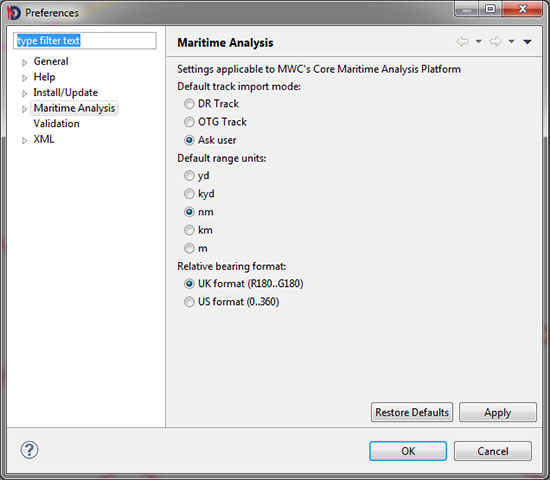 Preferences
type filter text
General
Help
Install/Update
Maritime Analysis
Validation
XML
Maritime Analysis
Settings applicable to MWC's Core Maritime Analysis Platform
Default track import mode:
DR Track
OTG Track
Ask user
Default range units:
yd
kyd
nm
km
m
Relative bearing format:
UK format (R180..G180)
US format (0..360)
Restore Defaults
Apply
?
OK
Cancel